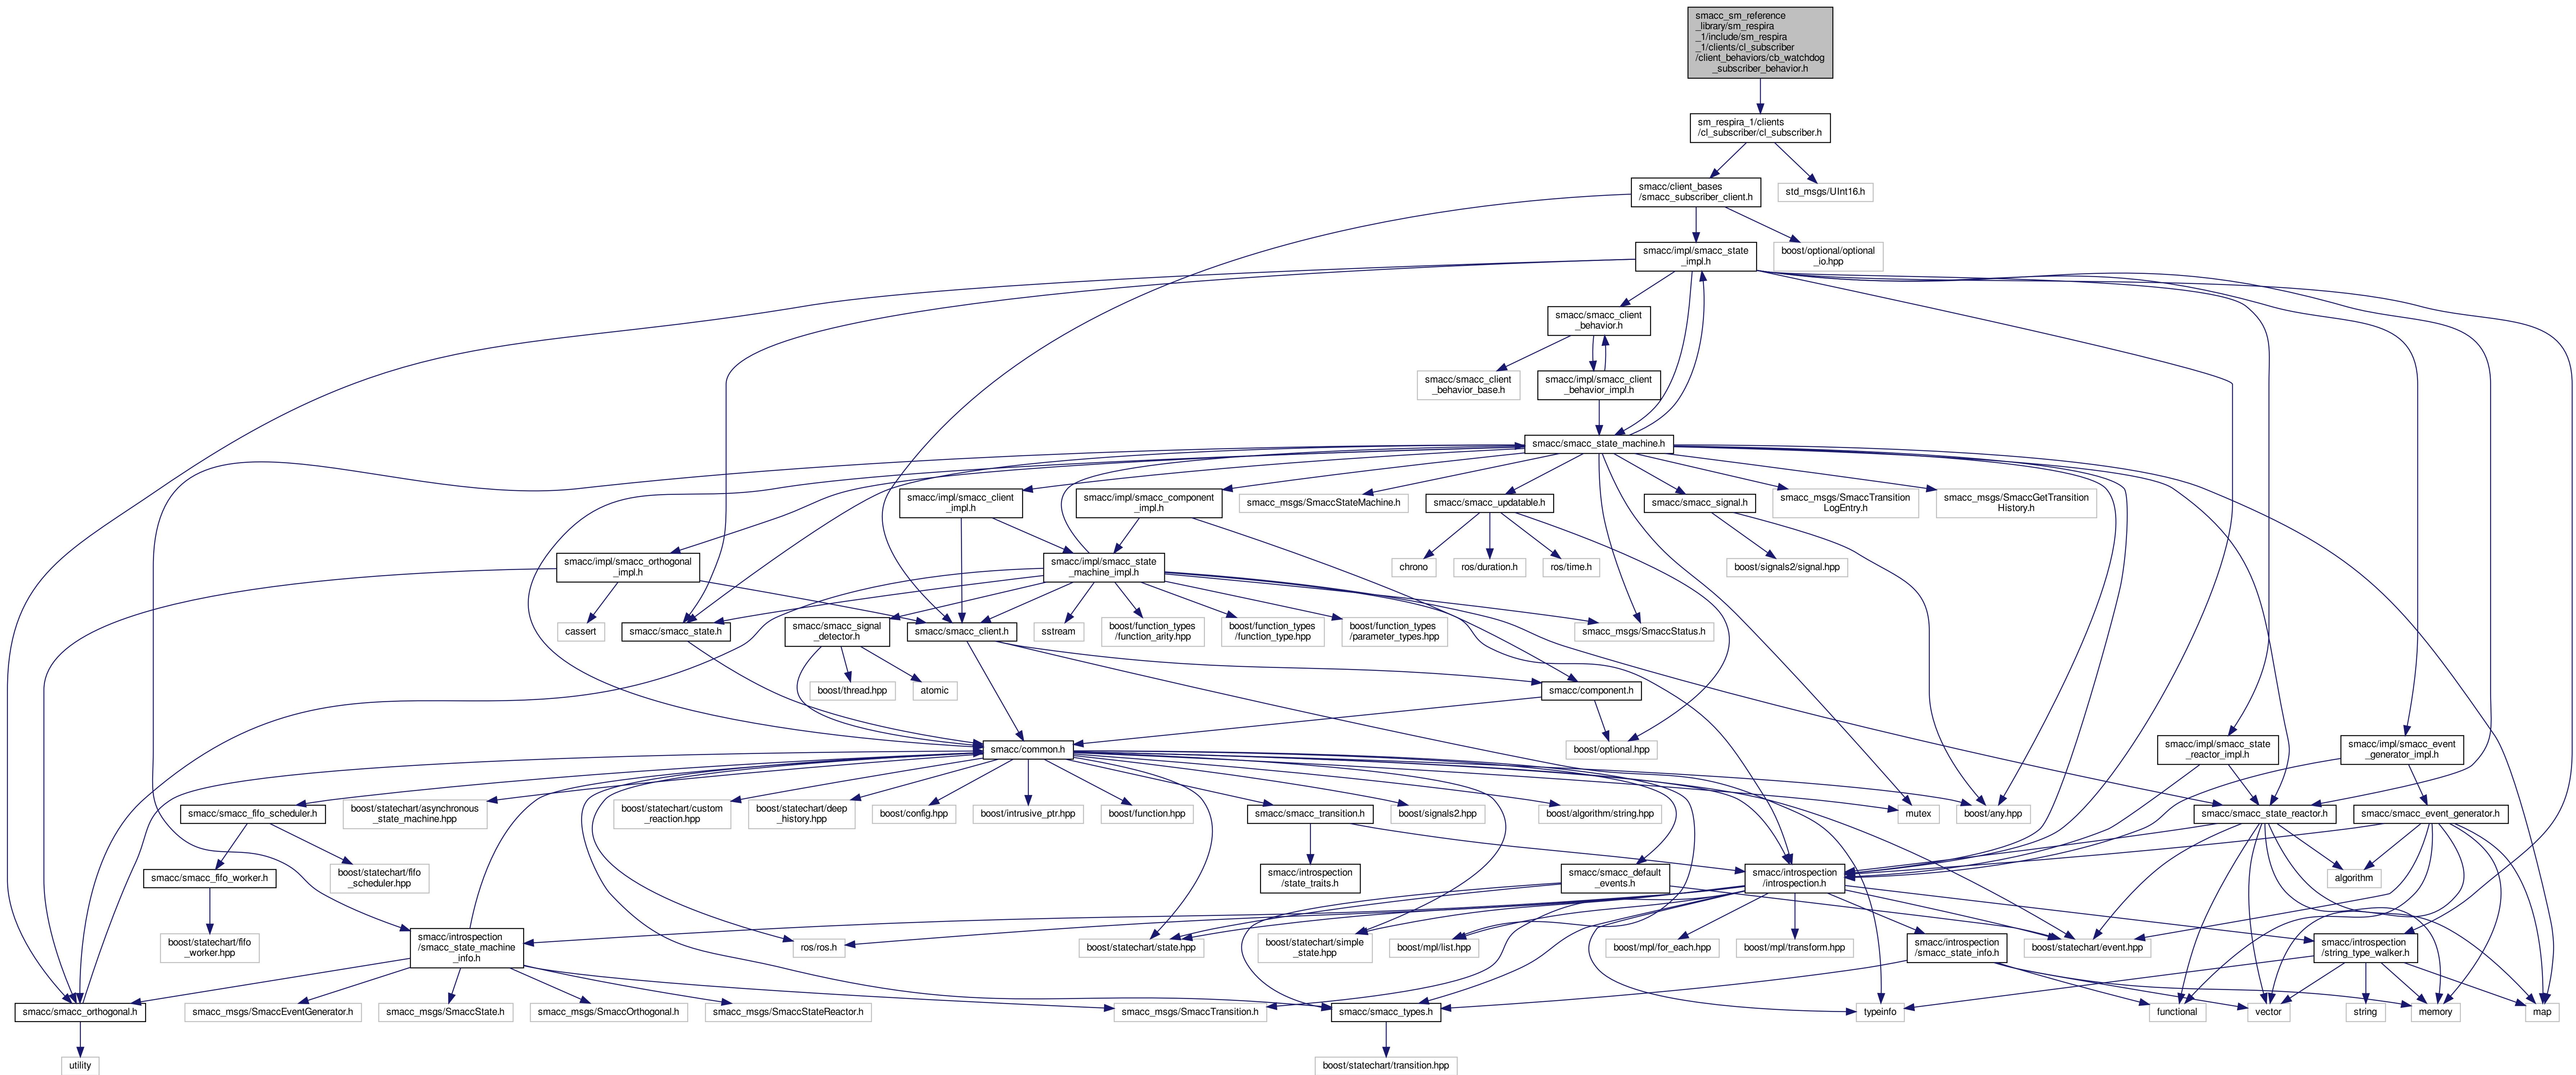 smacc_sm_reference
_library/sm_respira
_1/include/sm_respira
_1/clients/cl_subscriber
/client_behaviors/cb_watchdog
_subscriber_behavior.h
sm_respira_1/clients
/cl_subscriber/cl_subscriber.h
smacc/client_bases
/smacc_subscriber_client.h
std_msgs/UInt16.h
smacc/impl/smacc_state
_impl.h
boost/optional/optional
_io.hpp
smacc/smacc_client
_behavior.h
smacc/smacc_client
_behavior_base.h
smacc/impl/smacc_client
_behavior_impl.h
smacc/smacc_state_machine.h
smacc/impl/smacc_client
_impl.h
smacc/impl/smacc_component
_impl.h
smacc_msgs/SmaccStateMachine.h
smacc/smacc_updatable.h
smacc/smacc_signal.h
smacc_msgs/SmaccTransition
LogEntry.h
smacc_msgs/SmaccGetTransition
History.h
smacc/impl/smacc_orthogonal
_impl.h
smacc/impl/smacc_state
_machine_impl.h
chrono
ros/duration.h
ros/time.h
boost/signals2/signal.hpp
cassert
smacc/smacc_state.h
smacc/smacc_signal
_detector.h
smacc/smacc_client.h
sstream
boost/function_types
/function_arity.hpp
boost/function_types
/function_type.hpp
boost/function_types
/parameter_types.hpp
smacc_msgs/SmaccStatus.h
boost/thread.hpp
atomic
smacc/component.h
smacc/common.h
boost/optional.hpp
smacc/impl/smacc_state
_reactor_impl.h
smacc/impl/smacc_event
_generator_impl.h
smacc/smacc_fifo_scheduler.h
boost/statechart/asynchronous
_state_machine.hpp
boost/statechart/custom
_reaction.hpp
boost/statechart/deep
_history.hpp
boost/config.hpp
boost/intrusive_ptr.hpp
boost/function.hpp
smacc/smacc_transition.h
boost/signals2.hpp
boost/algorithm/string.hpp
mutex
boost/any.hpp
smacc/smacc_state_reactor.h
smacc/smacc_event_generator.h
smacc/smacc_fifo_worker.h
boost/statechart/fifo
_scheduler.hpp
smacc/introspection
/state_traits.h
smacc/smacc_default
_events.h
smacc/introspection
/introspection.h
algorithm
boost/statechart/fifo
_worker.hpp
smacc/introspection
/smacc_state_machine
_info.h
ros/ros.h
boost/statechart/state.hpp
boost/statechart/simple
_state.hpp
boost/mpl/list.hpp
boost/mpl/for_each.hpp
boost/mpl/transform.hpp
smacc/introspection
/smacc_state_info.h
boost/statechart/event.hpp
smacc/introspection
/string_type_walker.h
smacc/smacc_orthogonal.h
smacc_msgs/SmaccEventGenerator.h
smacc_msgs/SmaccState.h
smacc_msgs/SmaccOrthogonal.h
smacc_msgs/SmaccStateReactor.h
smacc_msgs/SmaccTransition.h
smacc/smacc_types.h
typeinfo
functional
vector
string
memory
map
utility
boost/statechart/transition.hpp